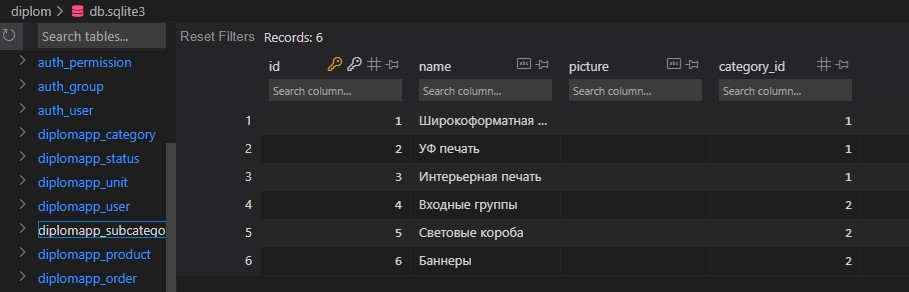 diplom > db.sqlite3
Search tables...
Reset Filters Records: 6
auth_permission
auth_group
auth_user
diplomapp_category
diplomapp_status
diplomapp_unit
diplomapp_user
diplomapp_subcatego
diplomapp_product
diplomapp_order
id name picture category_id
Search column... Search column... Search column... Search column...
1 1 Широкоформатная ... 1
2 2 УФ печать 1
3 3 Интерьерная печать 1
4 4 Входные группы 2
5 5 Световые короба 2
6 6 Баннеры 2